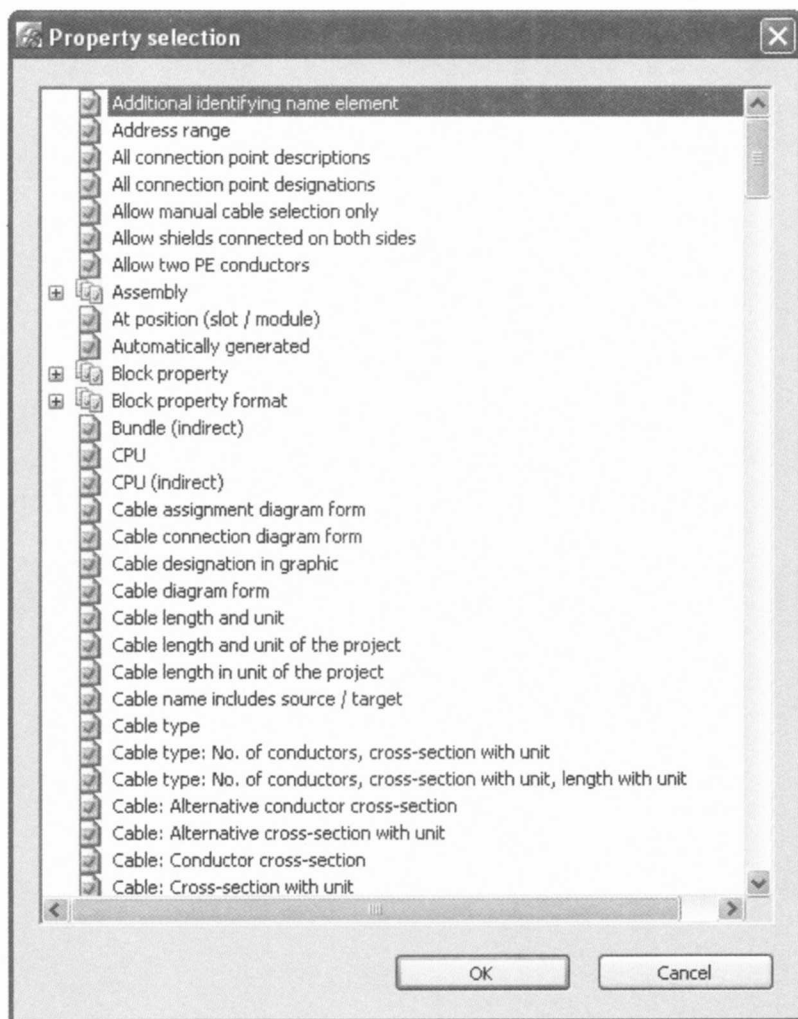 Property selection
Additional identifying name element
Address range
All connection point descriptions
All connection point designations
Allow manual cable selection only
Allow shields connected on both sides
Allow two PE conductors
Assembly
At position (slot / module)
Automatically generated
Block property
Block property format
Bundle (indirect)
CPU
CPU (indirect)
Cable assignment diagram form
Cable connection diagram form
Cable designation in graphic
Cable diagram form
Cable length and unit
Cable length and unit of the project
Cable length in unit of the project
Cable name includes source / target
Cable type
Cable type: No. of conductors, cross-section with unit
Cable type: No. of conductors, cross-section with unit, length with unit
Cable: Alternative conductor cross-section
Cable: Alternative cross-section with unit
Cable: Conductor cross-section
Cable: Cross-section with unit
OK Cancel